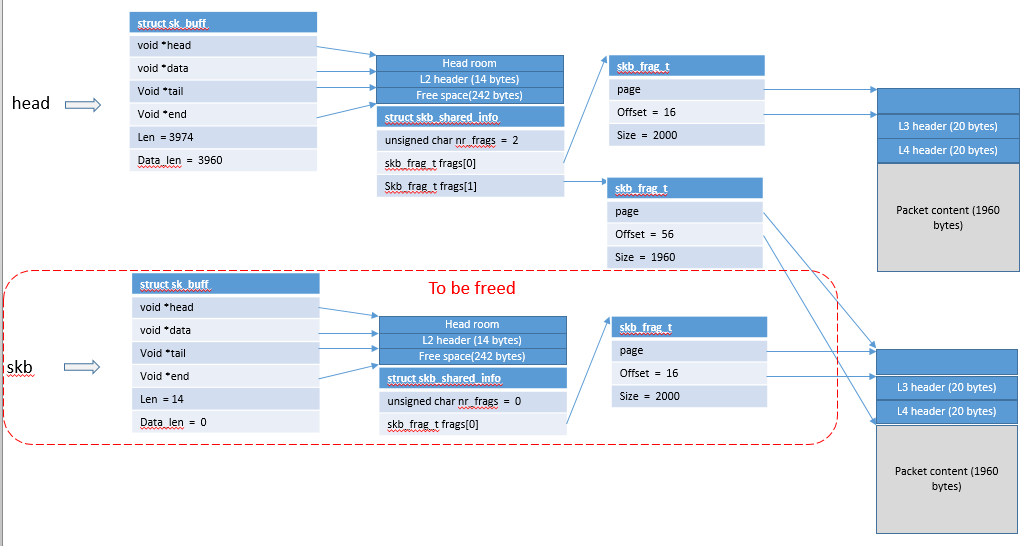 head
struct sk_buff
void *head
void *data
Void *tail
Void *end
Len = 3974
Data_len = 3960
Head room
L2 header (14 bytes)
Free space(242 bytes)
struct skb_shared_info
unsigned char nr_frags = 2
skb_frag_t frags[0]
Skb_frag_t frags[1]
skb_frag_t
page
Offset = 16
Size = 2000
skb_frag_t
page
Offset = 56
Size = 1960
L3 header (20 bytes)
L4 header (20 bytes)
Packet content (1960
bytes)
To be freed
skb
struct sk_buff
void *head
void *data
Void *tail
Void *end
Len = 14
Data_len = 0
Head room
L2 header (14 bytes)
Free space(242 bytes)
struct skb_shared_info
unsigned char nr_frags = 0
skb_frag_t frags[0]
skb_frag_t
page
Offset = 16
Size = 2000
L3 header (20 bytes)
L4 header (20 bytes)
Packet content (1960
bytes)